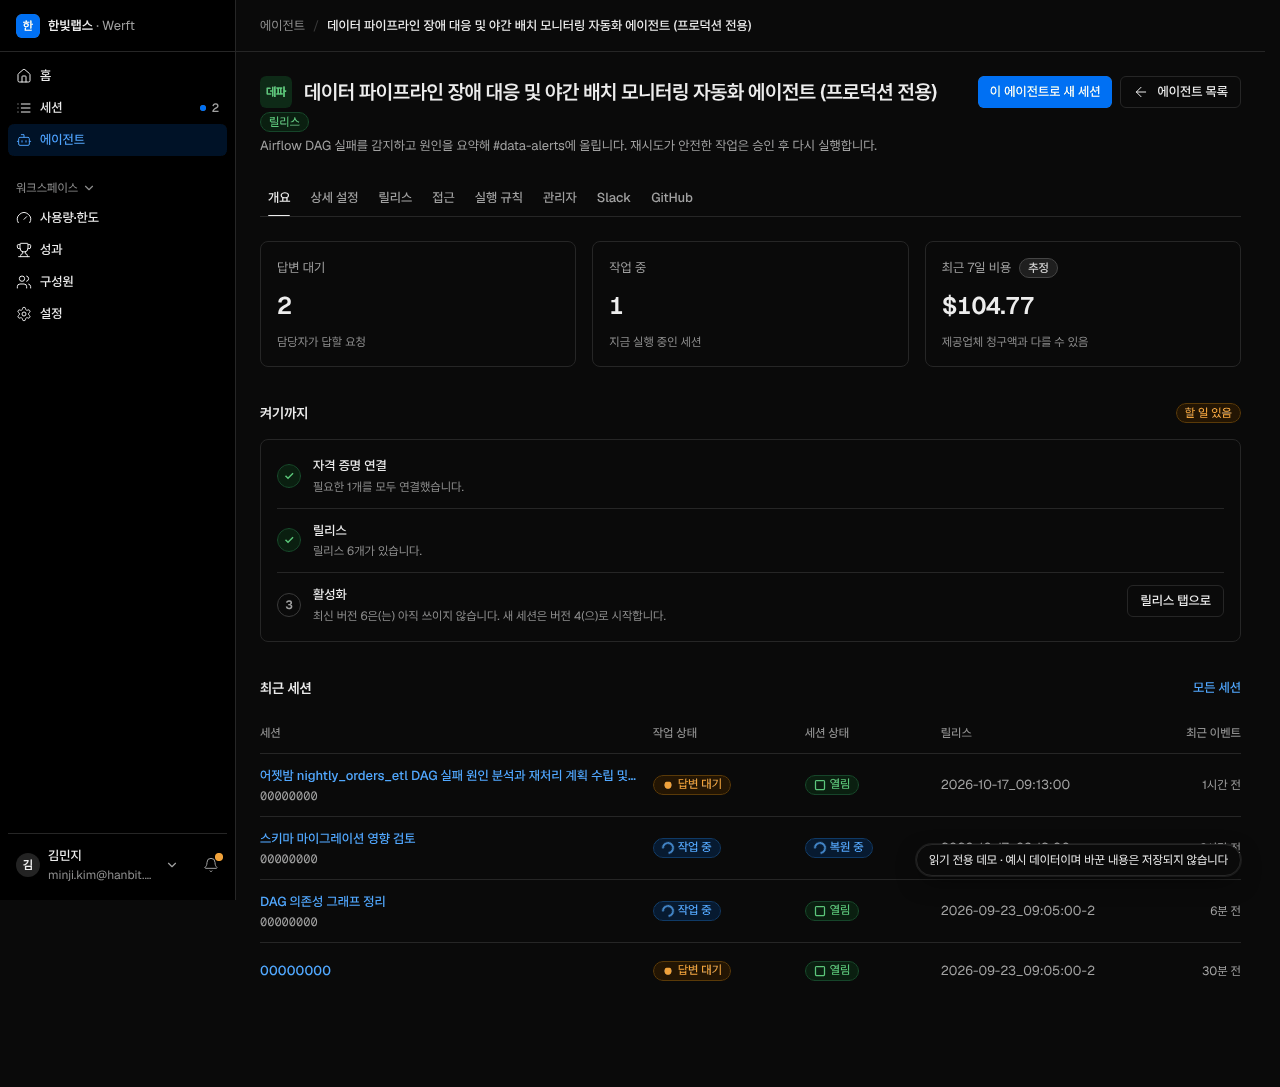 한 한빛랩스 · Werft
홈
세션 2
에이전트
워크스페이스
사용량·한도
성과
구성원
설정
김 김민지
minji.kim@hanbit....
에이전트 / 데이터 파이프라인 장애 대응 및 야간 배치 모니터링 자동화 에이전트 (프로덕션 전용)
데파 데이터 파이프라인 장애 대응 및 야간 배치 모니터링 자동화 에이전트 (프로덕션 전용)
릴리스
이 에이전트로 새 세션
에이전트 목록
Airflow DAG 실패를 감지하고 원인을 요약해 #data-alerts에 올립니다. 재시도가 안전한 작업은 승인 후 다시 실행합니다.
개요 상세 설정 릴리스 접근 실행 규칙 관리자 Slack GitHub
답변 대기
2
담당자가 답할 요청
작업 중
1
지금 실행 중인 세션
최근 7일 비용 추정
$104.77
제공업체 청구액과 다를 수 있음
켜기까지 할 일 있음
자격 증명 연결
필요한 1개를 모두 연결했습니다.
릴리스
릴리스 6개가 있습니다.
3 활성화
최신 버전 6은(는) 아직 쓰이지 않습니다. 새 세션은 버전 4(으)로 시작합니다.
릴리스 탭으로
최근 세션 모든 세션
세션 작업 상태 세션 상태 릴리스 최근 이벤트
어젯밤 nightly_orders_etl DAG 실패 원인 분석과 재처리 계획 수립 및...
00000000
답변 대기 열림 2026-10-17_09:13:00 1시간 전
스키마 마이그레이션 영향 검토
00000000
작업 중 복원 중
읽기 전용 데모 · 예시 데이터이며 바꾼 내용은 저장되지 않습니다
DAG 의존성 그래프 정리
00000000
작업 중 열림 2026-09-23_09:05:00-2 6분 전
00000000 답변 대기 열림 2026-09-23_09:05:00-2 30분 전